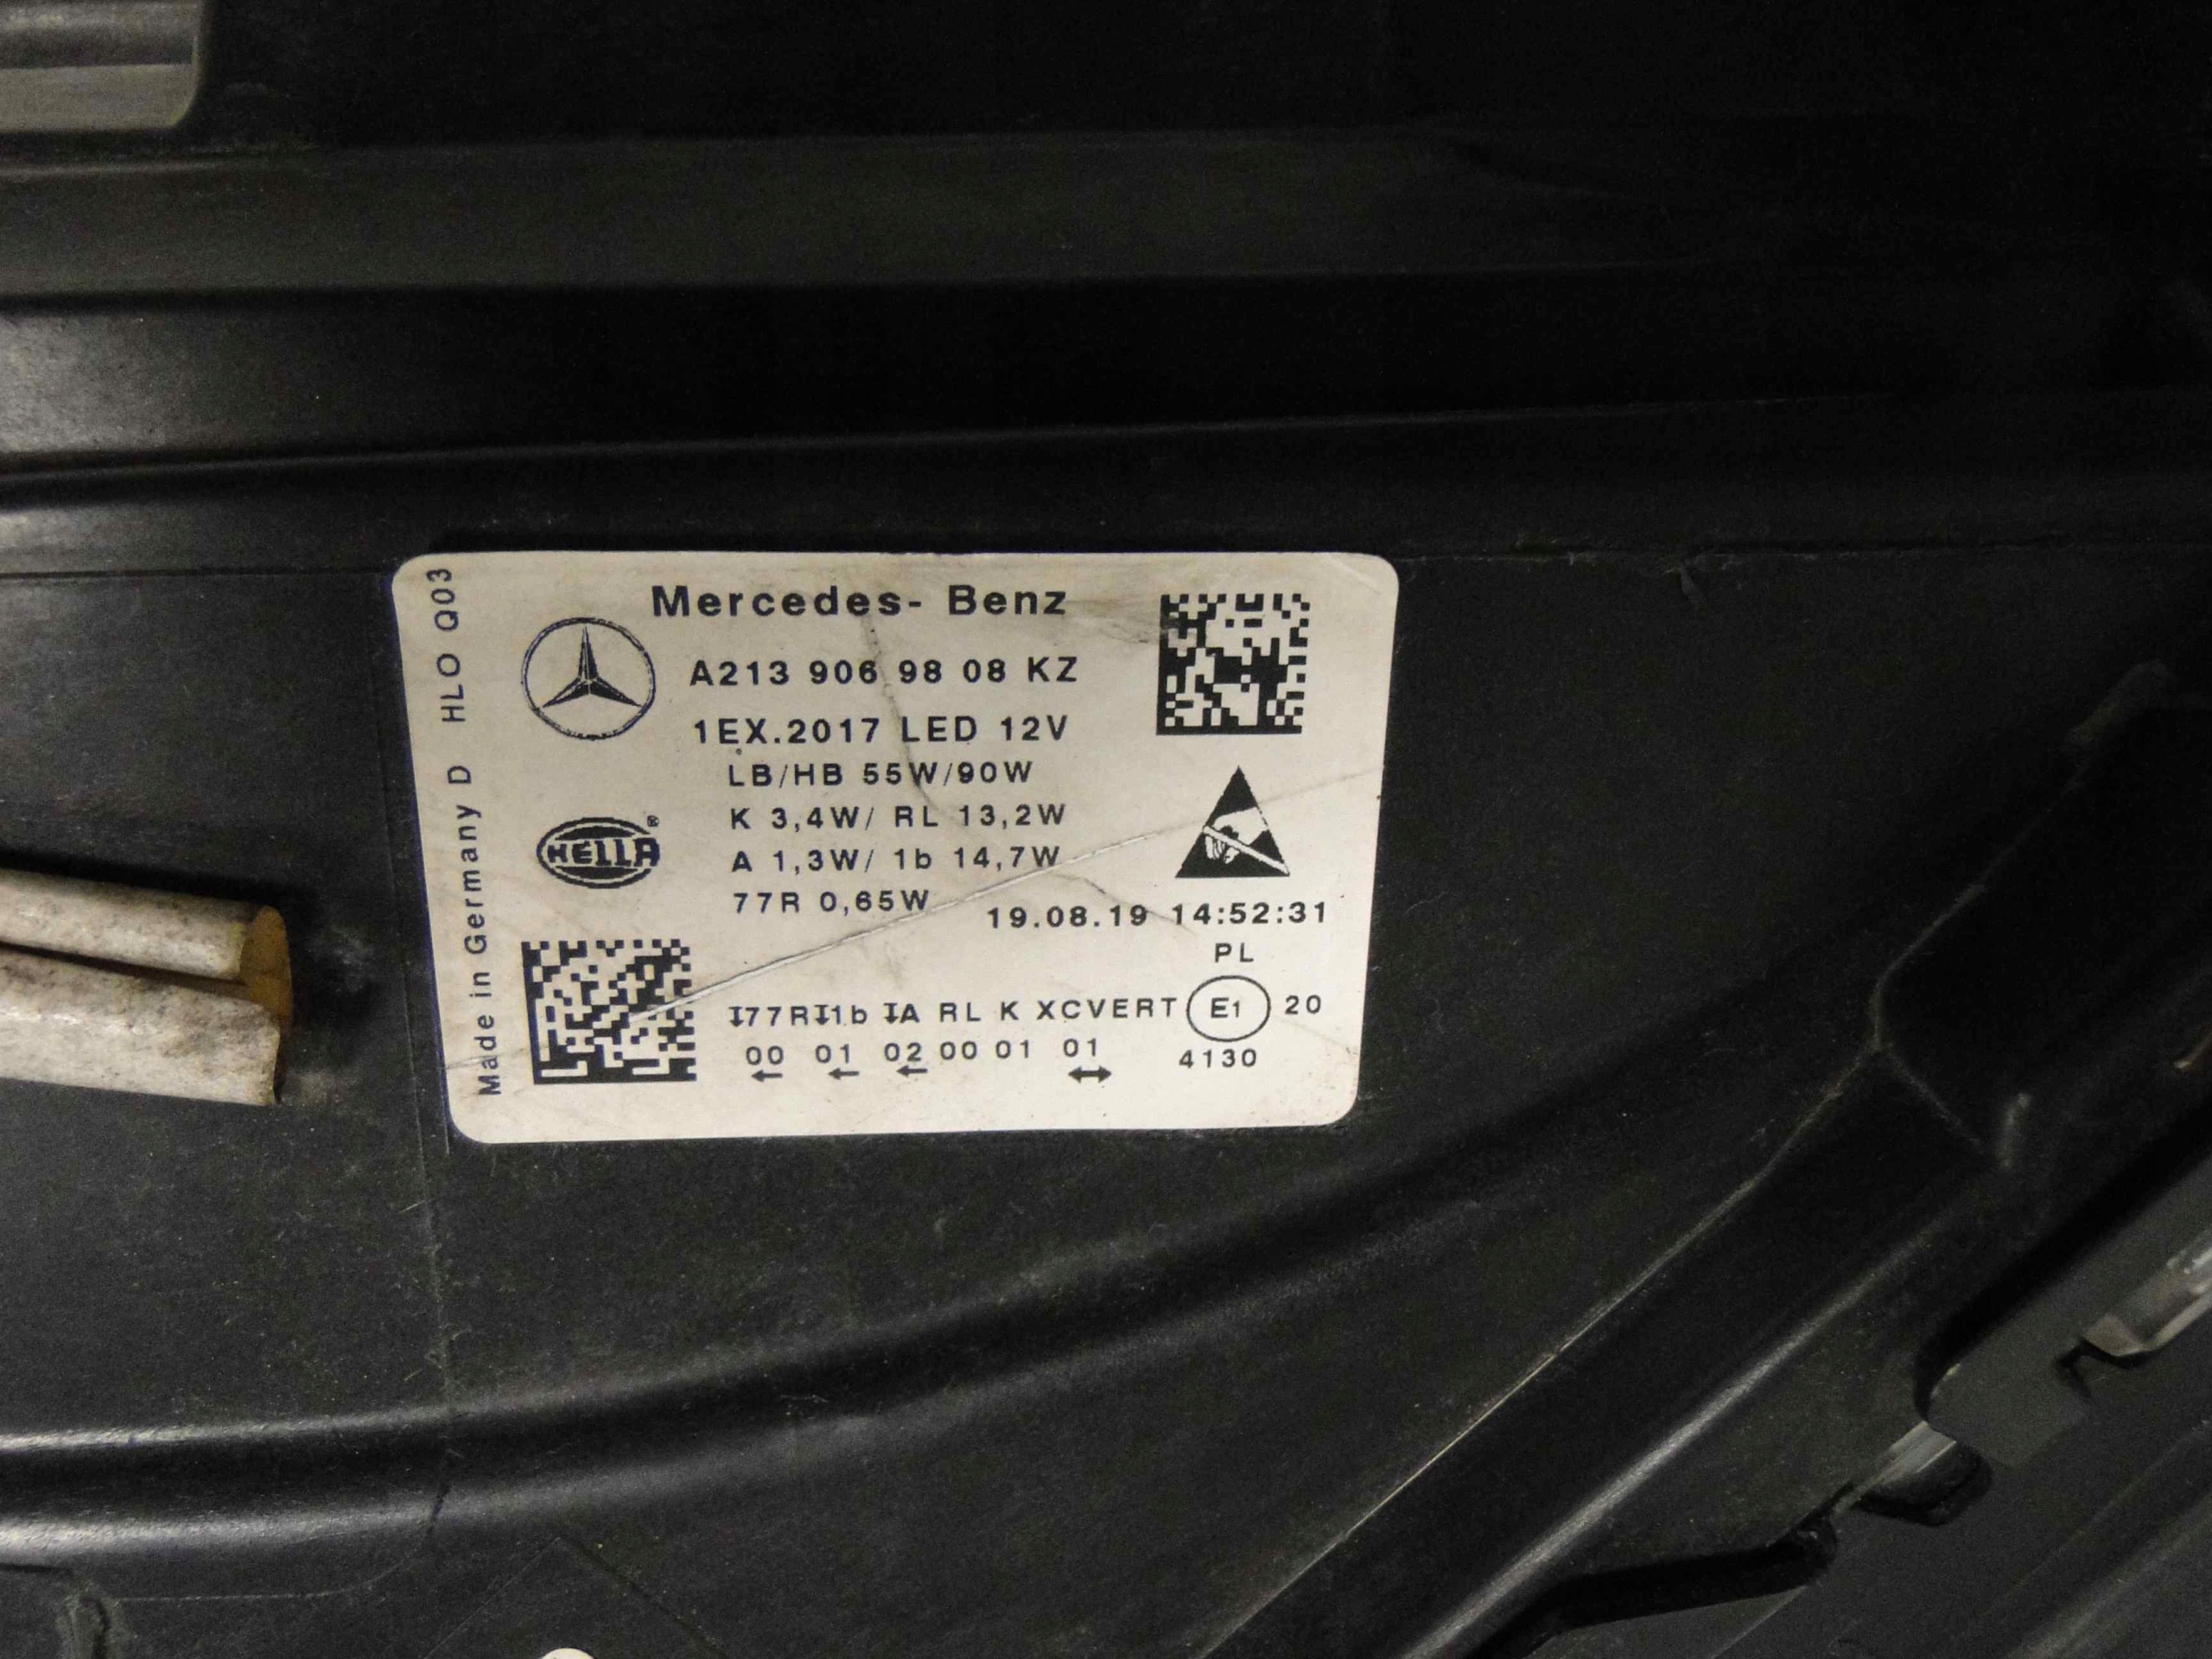 Mercedes- Benz
A213 906 98 08 KZ
1EX.2017 LED 12V
LB/HB 55W/90W
K 3,4W/ RL 13,2W
A 1,3W/ 1b 14,7W
77R 0,65W
19.08.19 14:52:31
PL
HELLA®
I77RI1b IA RL K XCVERT E1 20
00 01 02 00 01 01 4130
← ← ← ↔
Made in Germany D HLO Q03